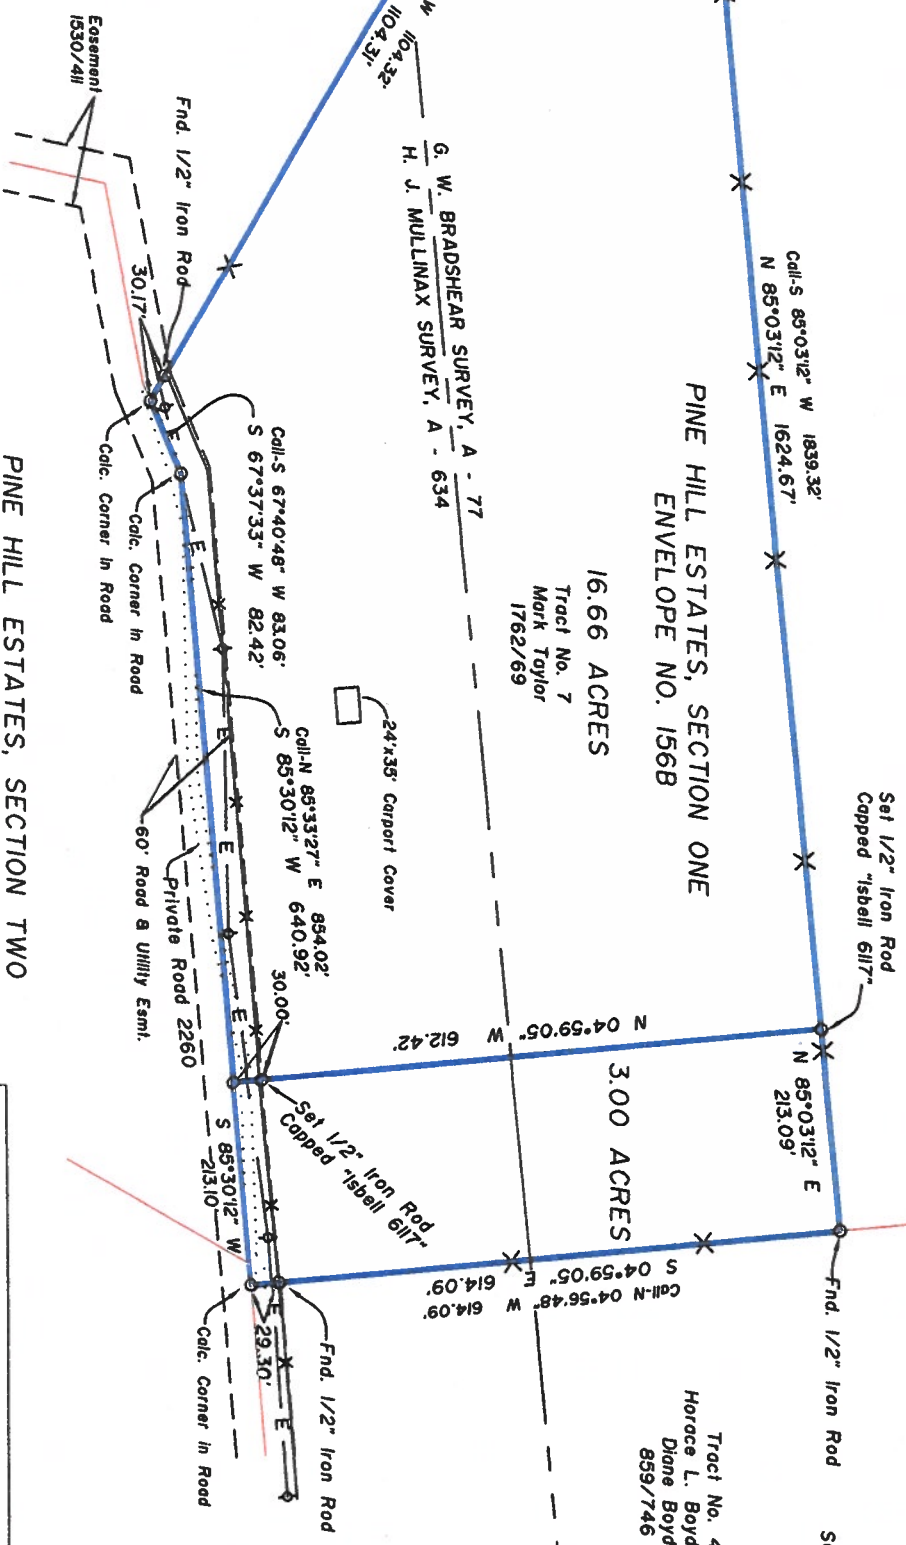 Call-S 85°03'12" W 1839.32'
N 85°03'12" E 1624.67'
Set 1/2" Iron Rod
Capped "Isbell 6117"
N 85°03'12" E
213.09'
Fnd. 1/2" Iron Rod
PINE HILL ESTATES, SECTION ONE
ENVELOPE NO. 156B
16.66 ACRES
Tract No. 7
Mark Taylor
1762/69
3.00 ACRES
N 04°59'05" W 612.42'
S 04°59'05" E
614.09'
Call-N 04°56'48" W 614.09'
Tract No. 4
Horace L. Boyd
Diane Boyd
859/746
W 1104.32'
1104.31'
G. W. BRADSHEAR SURVEY, A - 77
H. J. MULLINAX SURVEY, A - 634
24'x35' Carport Cover
Call-N 85°33'27" E 854.02'
S 85°30'12" W 640.92'
Call-S 67°40'48" W 83.06'
S 67°37'33" W 82.42'
30.00'
Set 1/2" Iron Rod
Capped "Isbell 6117"
Fnd. 1/2" Iron Rod
30.17'
Fnd. 1/2" Iron Rod
Easement
1530/411
E
E
E
E
E
E
E
S 85°30'12" W
213.10'
29.30'
Calc. Corner in Road
Private Road 2260
60' Road & Utility Esmt.
Calc. Corner in Road
Calc. Corner in Road
PINE HILL ESTATES, SECTION TWO